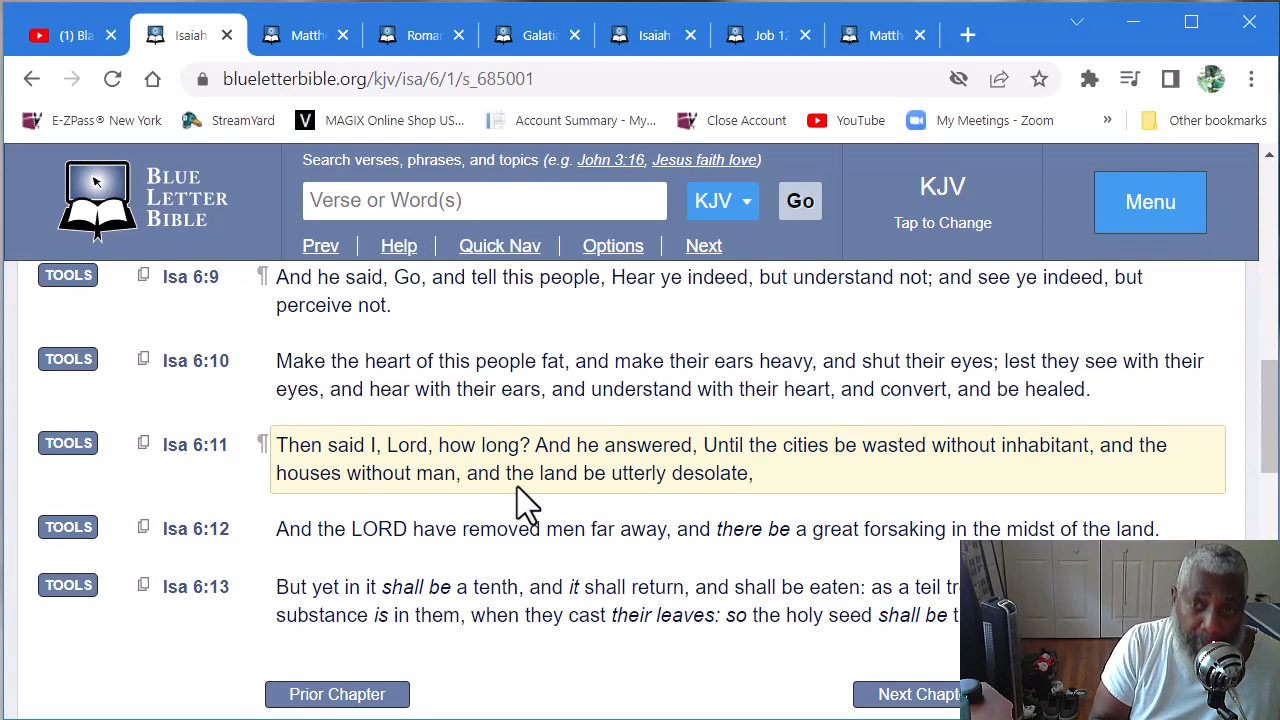 (1) Bla
Isaiah
Matth
Roma
Galati
Isaiah
Job 12
Matth
blueletterbible.org/kjv/isa/6/1/s_685001
E-ZPass® New York
StreamYard
V
MAGIX Online Shop US...
Account Summary - My...
Close Account
YouTube
My Meetings - Zoom
»
Other bookmarks
BLUE
LETTER
BIBLE
Search verses, phrases, and topics (e.g. John 3:16, Jesus faith love)
Verse or Word(s)
KJV
Go
Prev | Help | Quick Nav | Options | Next
KJV
Tap to Change
Menu
TOOLS Isa 6:9 ¶ And he said, Go, and tell this people, Hear ye indeed, but understand not; and see ye indeed, but
perceive not.
TOOLS Isa 6:10 Make the heart of this people fat, and make their ears heavy, and shut their eyes; lest they see with their
eyes, and hear with their ears, and understand with their heart, and convert, and be healed.
TOOLS Isa 6:11 ¶ Then said I, Lord, how long? And he answered, Until the cities be wasted without inhabitant, and the
houses without man, and the land be utterly desolate,
TOOLS Isa 6:12 And the LORD have removed men far away, and there be a great forsaking in the midst of the land.
TOOLS Isa 6:13 But yet in it shall be a tenth, and it shall return, and shall be eaten: as a teil
substance is in them, when they cast their leaves: so the holy seed shall be
Prior Chapter
Next